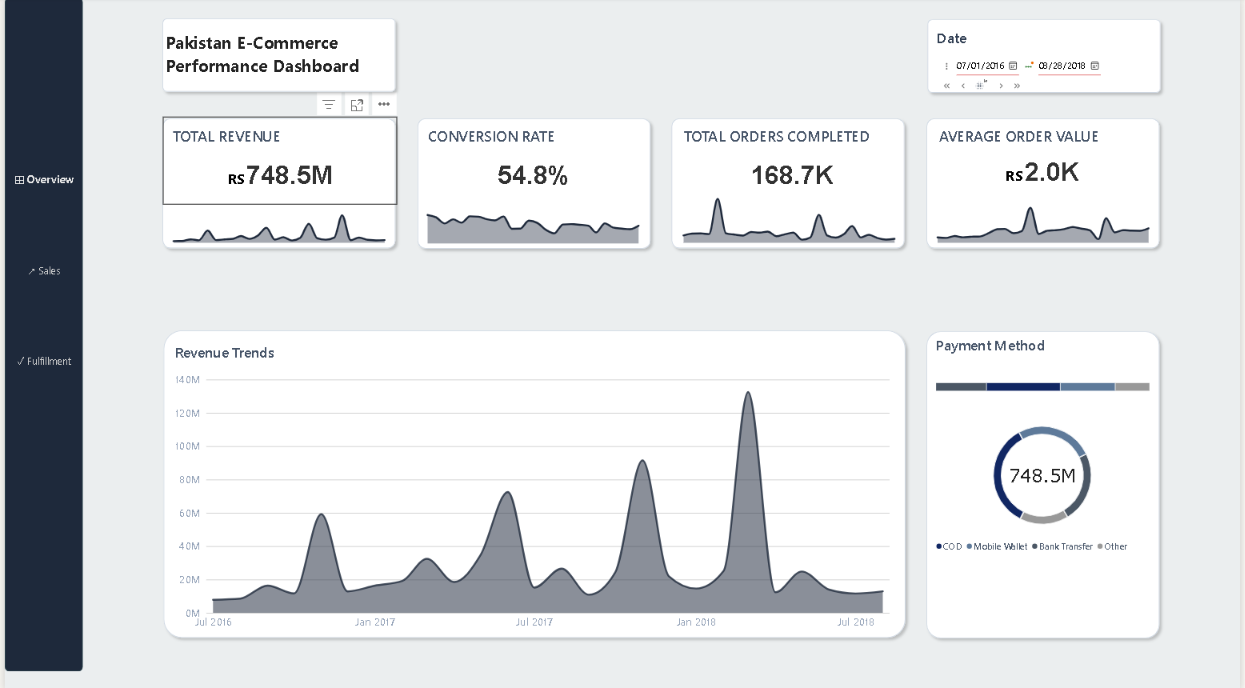 Pakistan E-Commerce
Performance Dashboard
Date
07/01/2016
08/28/2018
TOTAL REVENUE
RS748.5M
CONVERSION RATE
54.8%
TOTAL ORDERS COMPLETED
168.7K
AVERAGE ORDER VALUE
RS2.0K
Overview
Sales
Fulfillment
Revenue Trends
140M
120M
100M
80M
60M
40M
20M
0M
Jul 2016
Jan 2017
Jul 2017
Jan 2018
Jul 2018
Payment Method
748.5M
COD
Mobile Wallet
Bank Transfer
Other